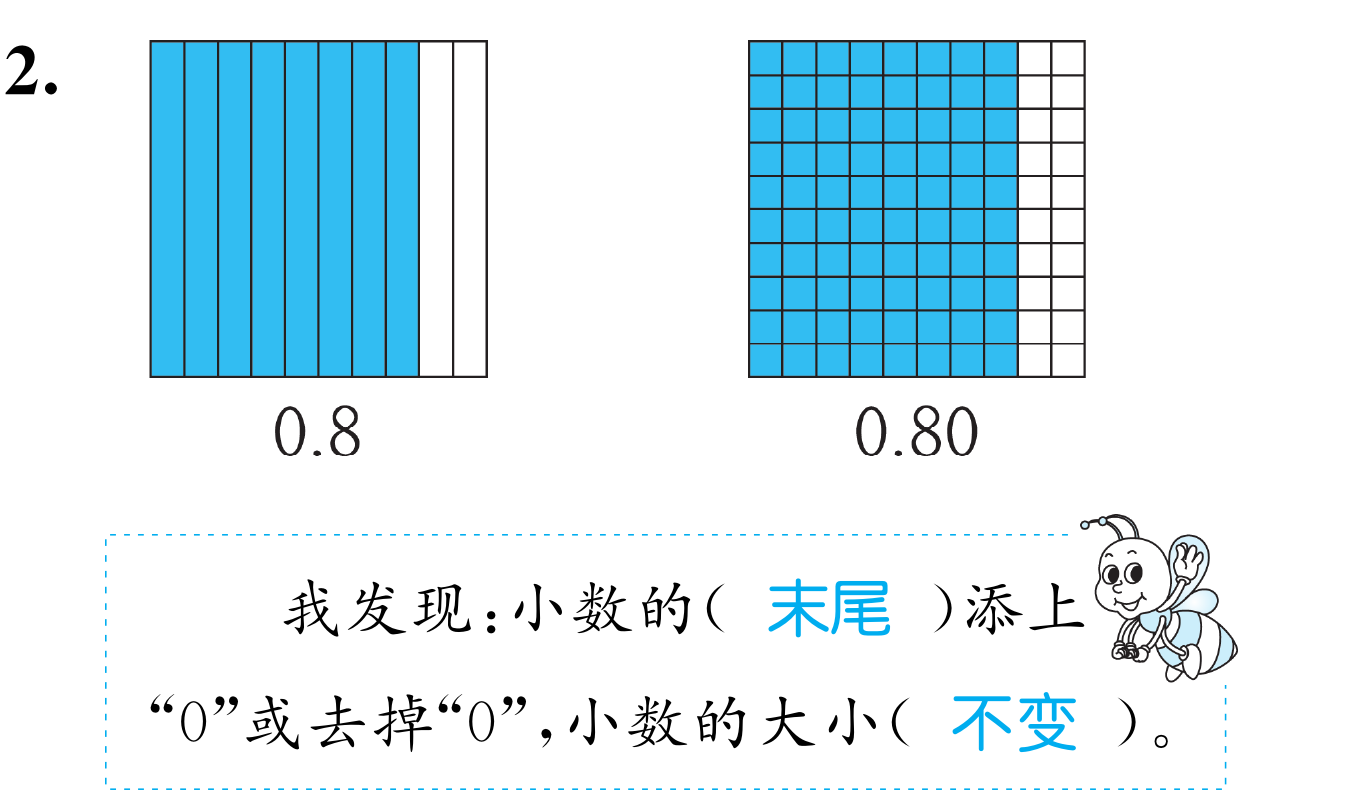 2.
0.8 0.80
我发现:小数的( 末尾 )添上
“0”或去掉“0”,小数的大小( 不变 )。